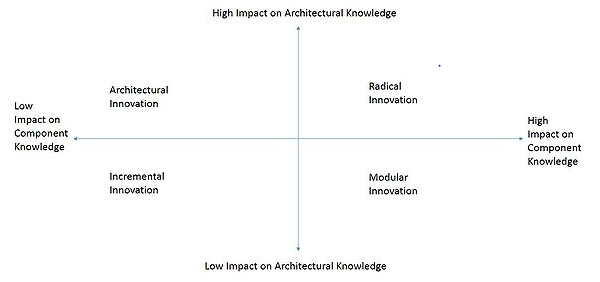 High Impact on Architectural Knowledge
Architectural
Innovation
Radical
Innovation
Low
Impact on
Component
Knowledge
High
Impact on
Component
Knowledge
Incremental
Innovation
Modular
Innovation
Low Impact on Architectural Knowledge